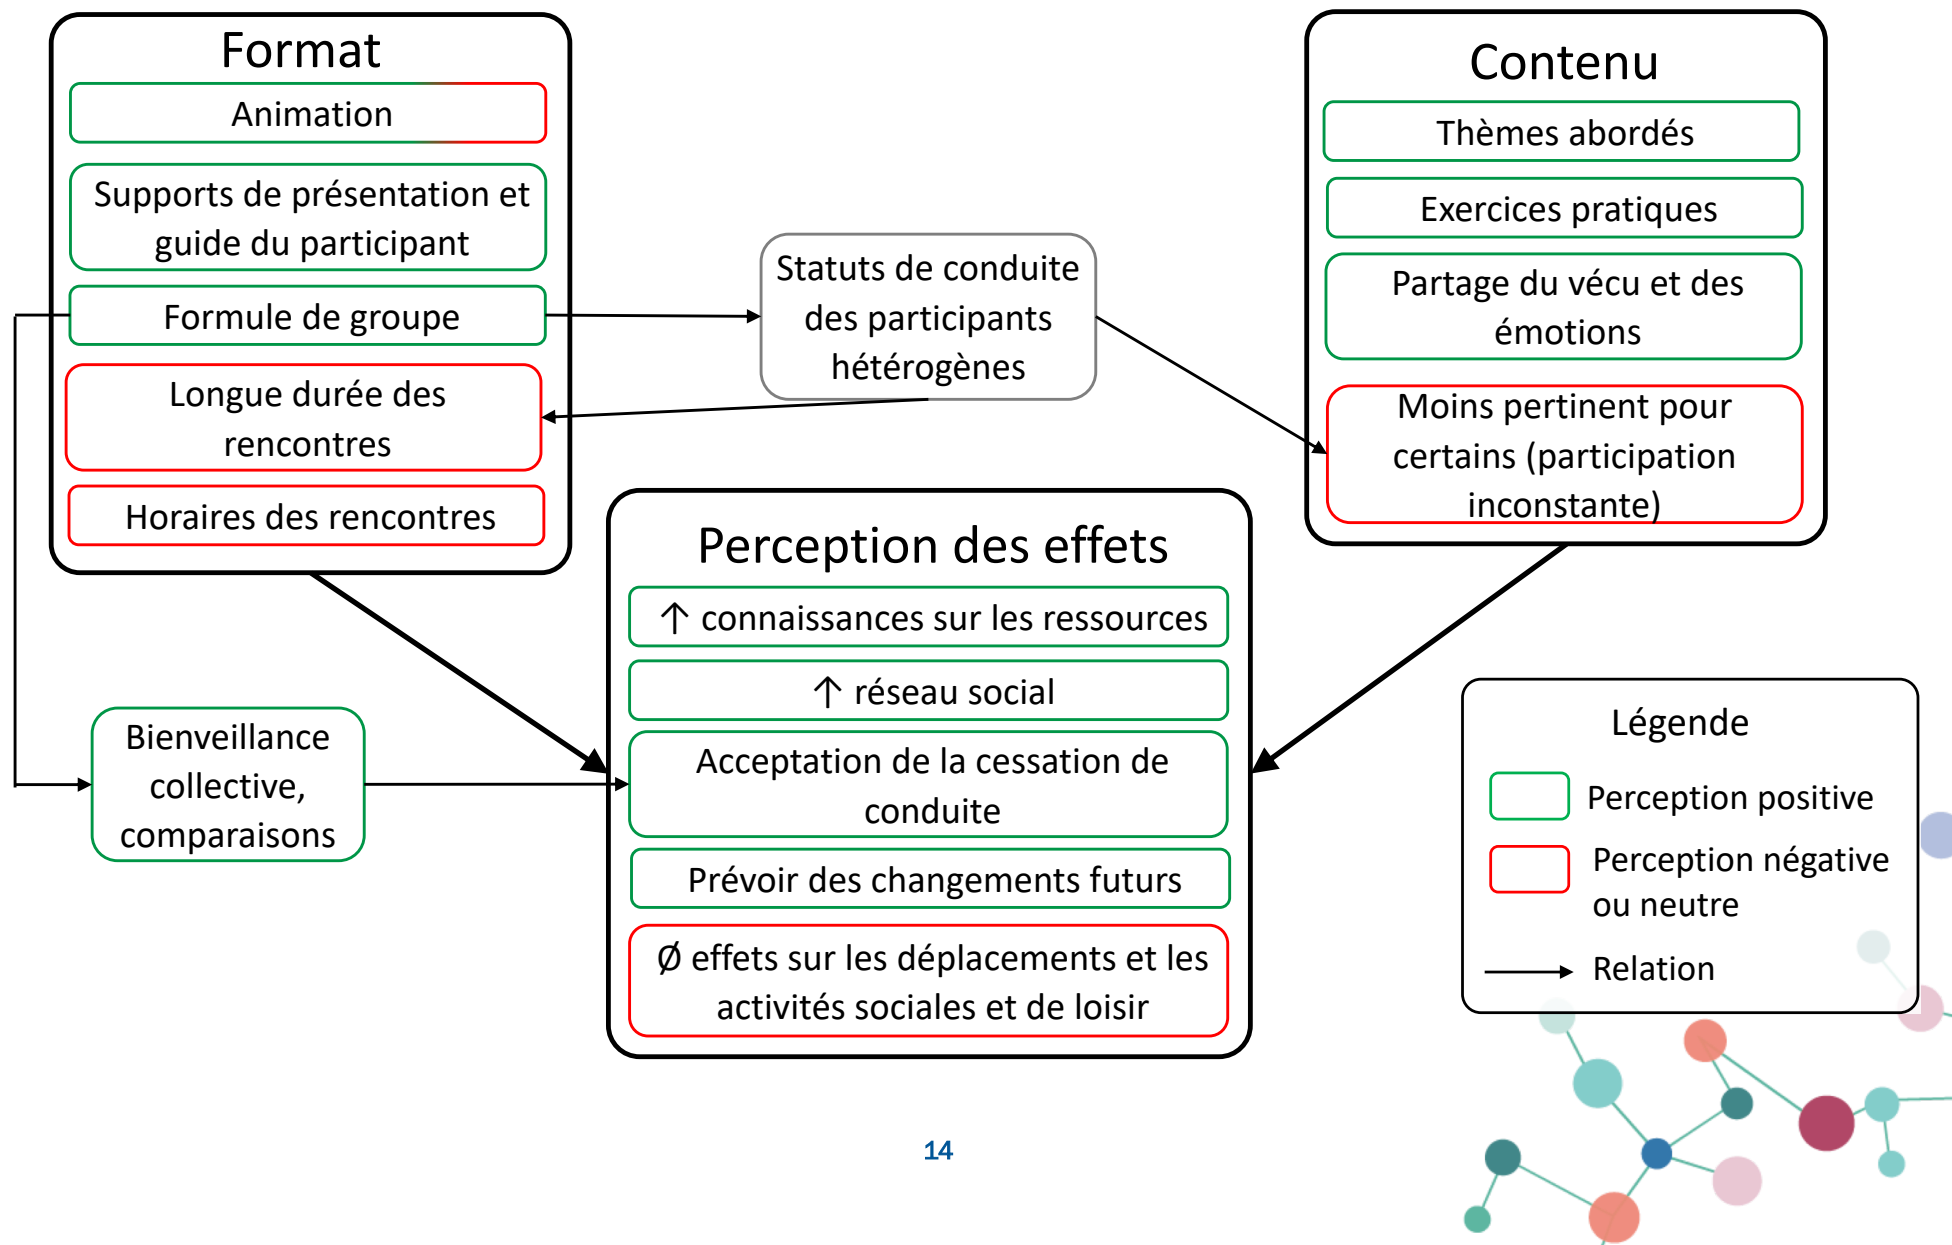 Format
Animation
Supports de présentation et
guide du participant
Formule de groupe
Longue durée des
rencontres
Horaires des rencontres
Statuts de conduite
des participants
hétérogènes
Contenu
Thèmes abordés
Exercices pratiques
Partage du vécu et des
émotions
Moins pertinent pour
certains (participation
inconstante)
Perception des effets
↑ connaissances sur les ressources
↑ réseau social
Acceptation de la cessation de
conduite
Prévoir des changements futurs
Ø effets sur les déplacements et les
activités sociales et de loisir
Bienveillance
collective,
comparaisons
Légende
Perception positive
Perception négative
ou neutre
Relation
14